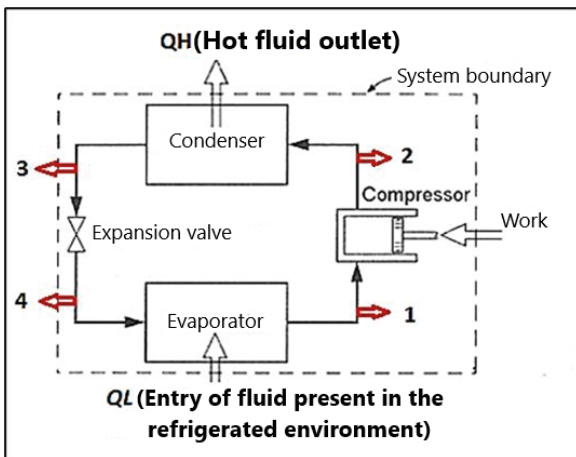 QH (Hot fluid outlet)
System boundary
Condenser
3
2
Compressor
Expansion valve
Work
4
Evaporator
1
QL (Entry of fluid present in the
refrigerated environment)